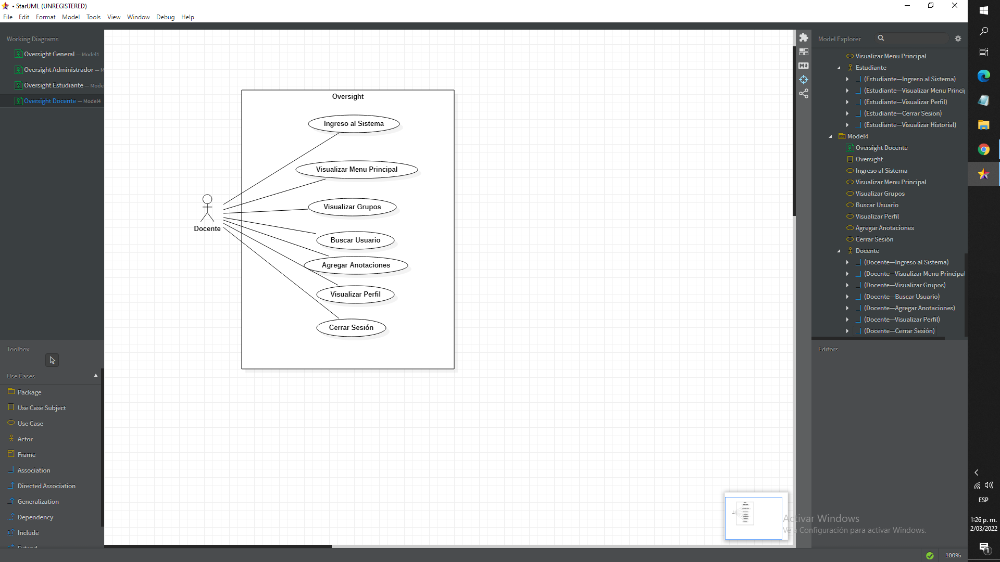 • StarUML (UNREGISTERED)
File Edit Format Model Tools View Window Debug Help
Working Diagrams
Oversight General — Model1
Oversight Administrador — M
Oversight Estudiante — Model
Oversight Docente — Model4
Toolbox
Use Cases
Package
Use Case Subject
Use Case
Actor
Frame
Association
Directed Association
Generalization
Dependency
Include
Extend
Oversight
Ingreso al Sistema
Visualizar Menu Principal
Visualizar Grupos
Docente
Buscar Usuario
Agregar Anotaciones
Visualizar Perfil
Cerrar Sesión
Model Explorer
Visualizar Menu Principal
Estudiante
(Estudiante—Ingreso al Sistema)
(Estudiante—Visualizar Menu Princi
(Estudiante—Visualizar Perfil)
(Estudiante—Cerrar Sesion)
(Estudiante—Visualizar Historial)
Model4
Oversight Docente
Oversight
Ingreso al Sistema
Visualizar Menu Principal
Visualizar Grupos
Buscar Usuario
Visualizar Perfil
Agregar Anotaciones
Cerrar Sesión
Docente
(Docente—Ingreso al Sistema)
(Docente—Visualizar Menu Principal
(Docente—Visualizar Grupos)
(Docente—Buscar Usuario)
(Docente—Agregar Anotaciones)
(Docente—Visualizar Perfil)
(Docente—Cerrar Sesión)
Editors
Activar Windows
Ve a Configuración para activar Windows.
100%
ESP
1:26 p. m.
2/03/2022
1